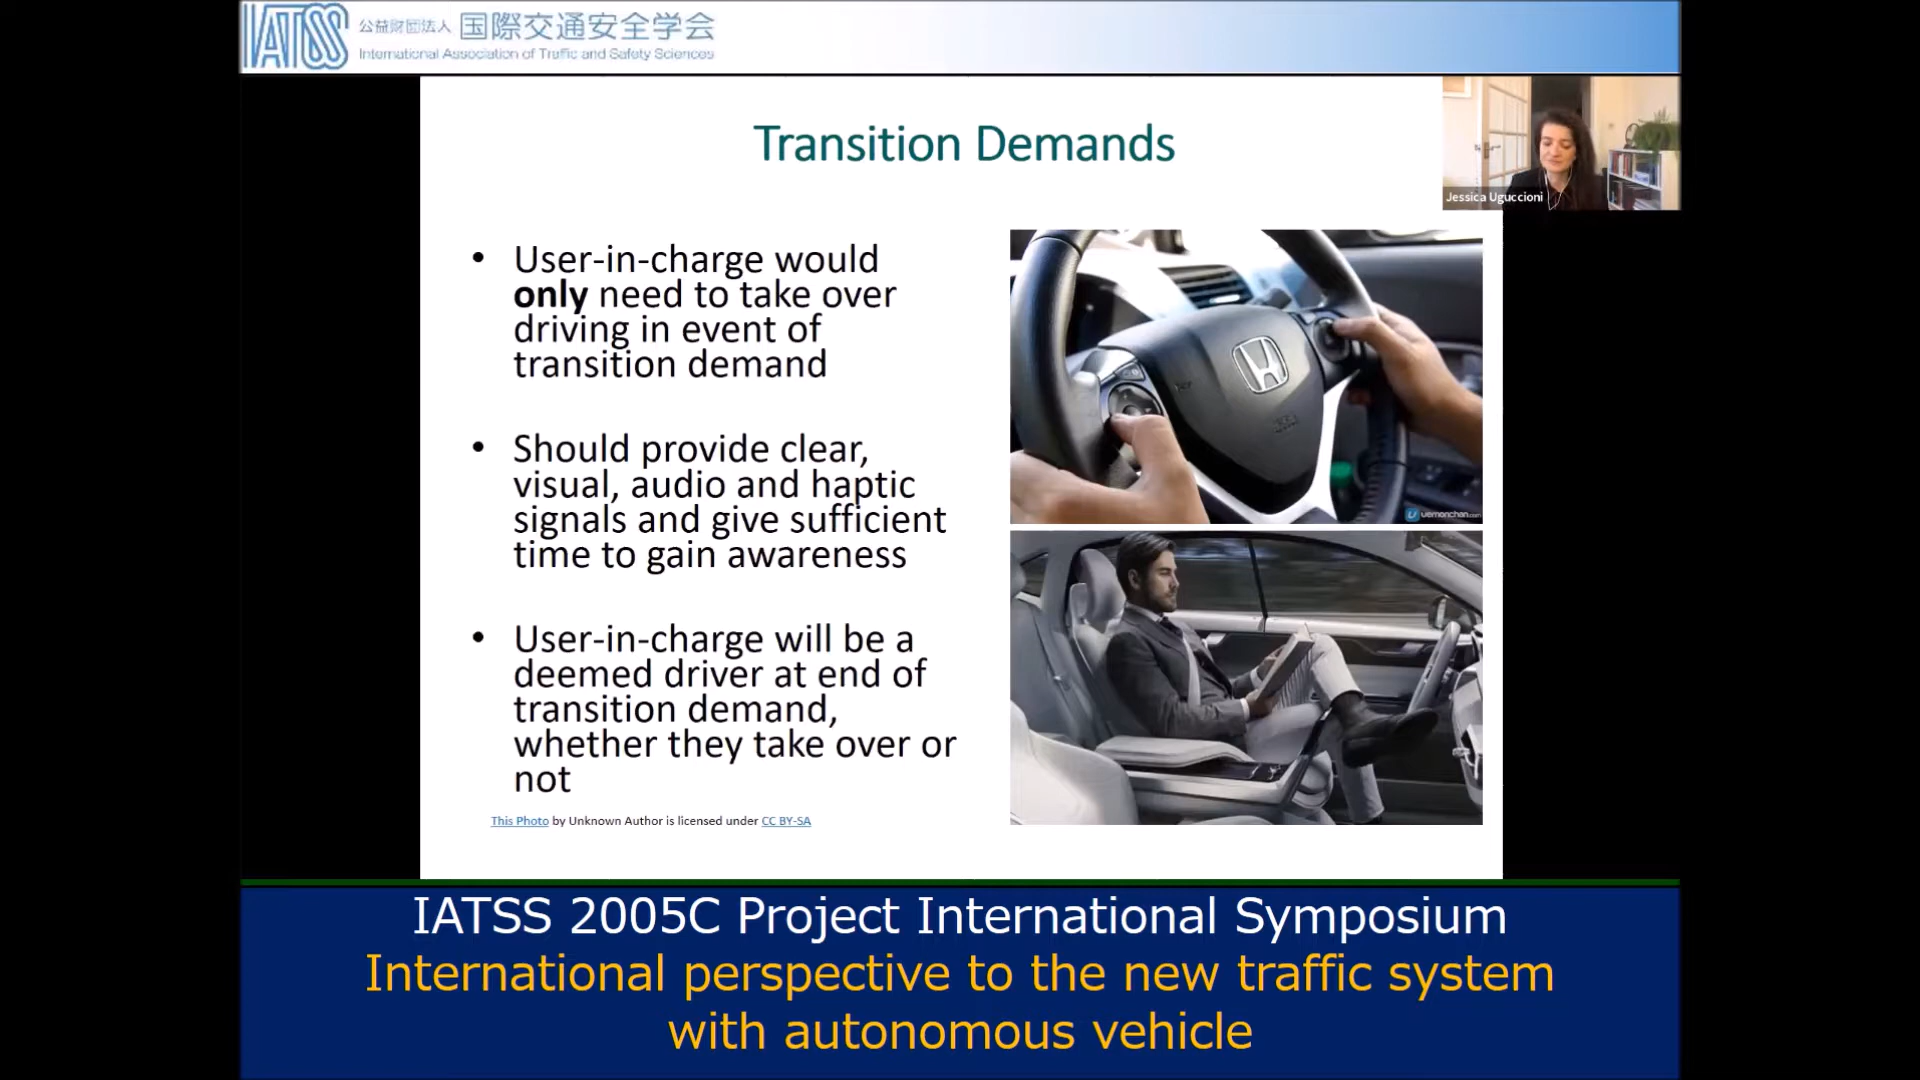 IATSS
公益財団法人 国際交通安全学会
International Association of Traffic and Safety Sciences
Transition Demands
Jessica Uguccioni
• User-in-charge would
only need to take over
driving in event of
transition demand
• Should provide clear,
visual, audio and haptic
signals and give sufficient
time to gain awareness
• User-in-charge will be a
deemed driver at end of
transition demand,
whether they take over or
not
This Photo by Unknown Author is licensed under CC BY-SA
IATSS 2005C Project International Symposium
International perspective to the new traffic system
with autonomous vehicle